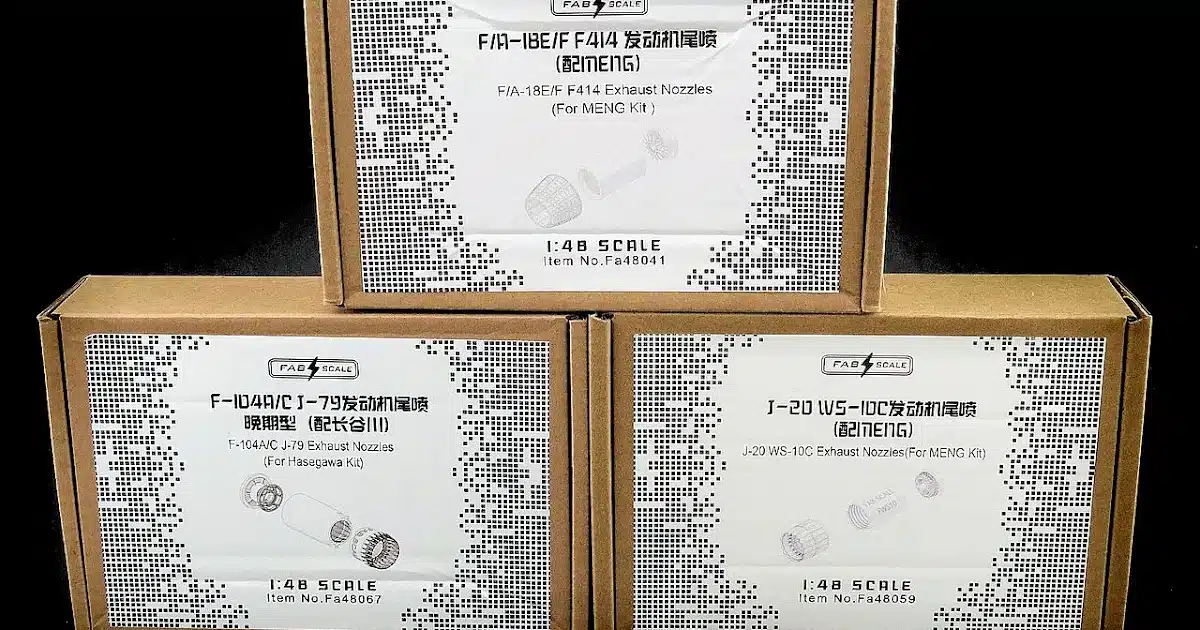 FAB SCALE
F/A-18E/F F414 发动机尾喷
(配MENG)
F/A-18E/F F414 Exhaust Nozzles
(For MENG Kit )
1:48 SCALE
Item No.Fa48041
FAB SCALE
F-104A/C J-79发动机尾喷
晚期型 (配长谷川)
F-104A/C J-79 Exhaust Nozzles
(For Hasegawa Kit)
1:48 SCALE
Item No.Fa48067
FAB SCALE
J-20 WS-10C发动机尾喷
(配MENG)
J-20 WS-10C Exhaust Nozzles(For MENG Kit)
1:48 SCALE
Item No.Fa48059